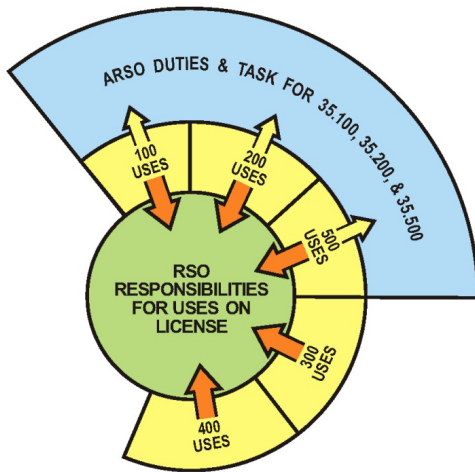 ARSO DUTIES & TASK FOR 35.100, 35.200, & 35.500
100
USES
200
USES
500
USES
RSO
RESPONSIBILITIES
FOR USES ON
LICENSE
300
USES
400
USES